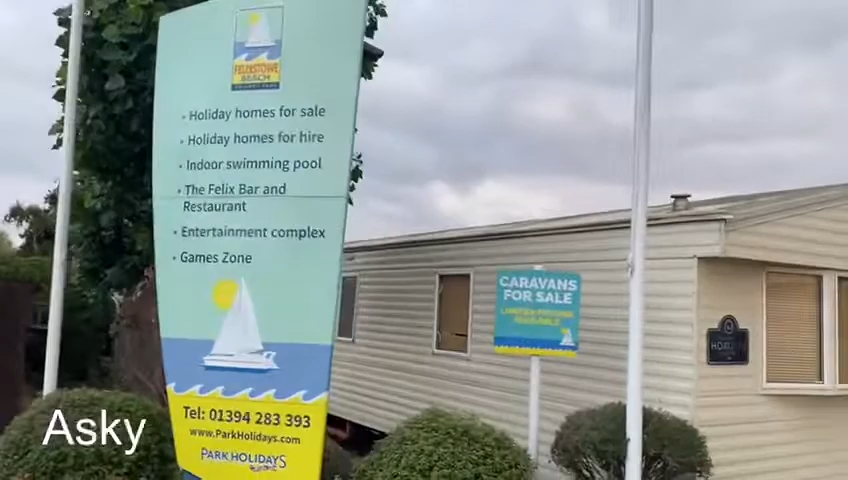 FELIXSTOWE
BEACH
Holiday homes for sale
Holiday homes for hire
Indoor swimming pool
The Felix Bar and
Restaurant
Entertainment complex
Games Zone
Tel: 01394 283 393
www.ParkHolidays.com
PARK HOLIDAYS
CARAVANS
FOR SALE
Asky